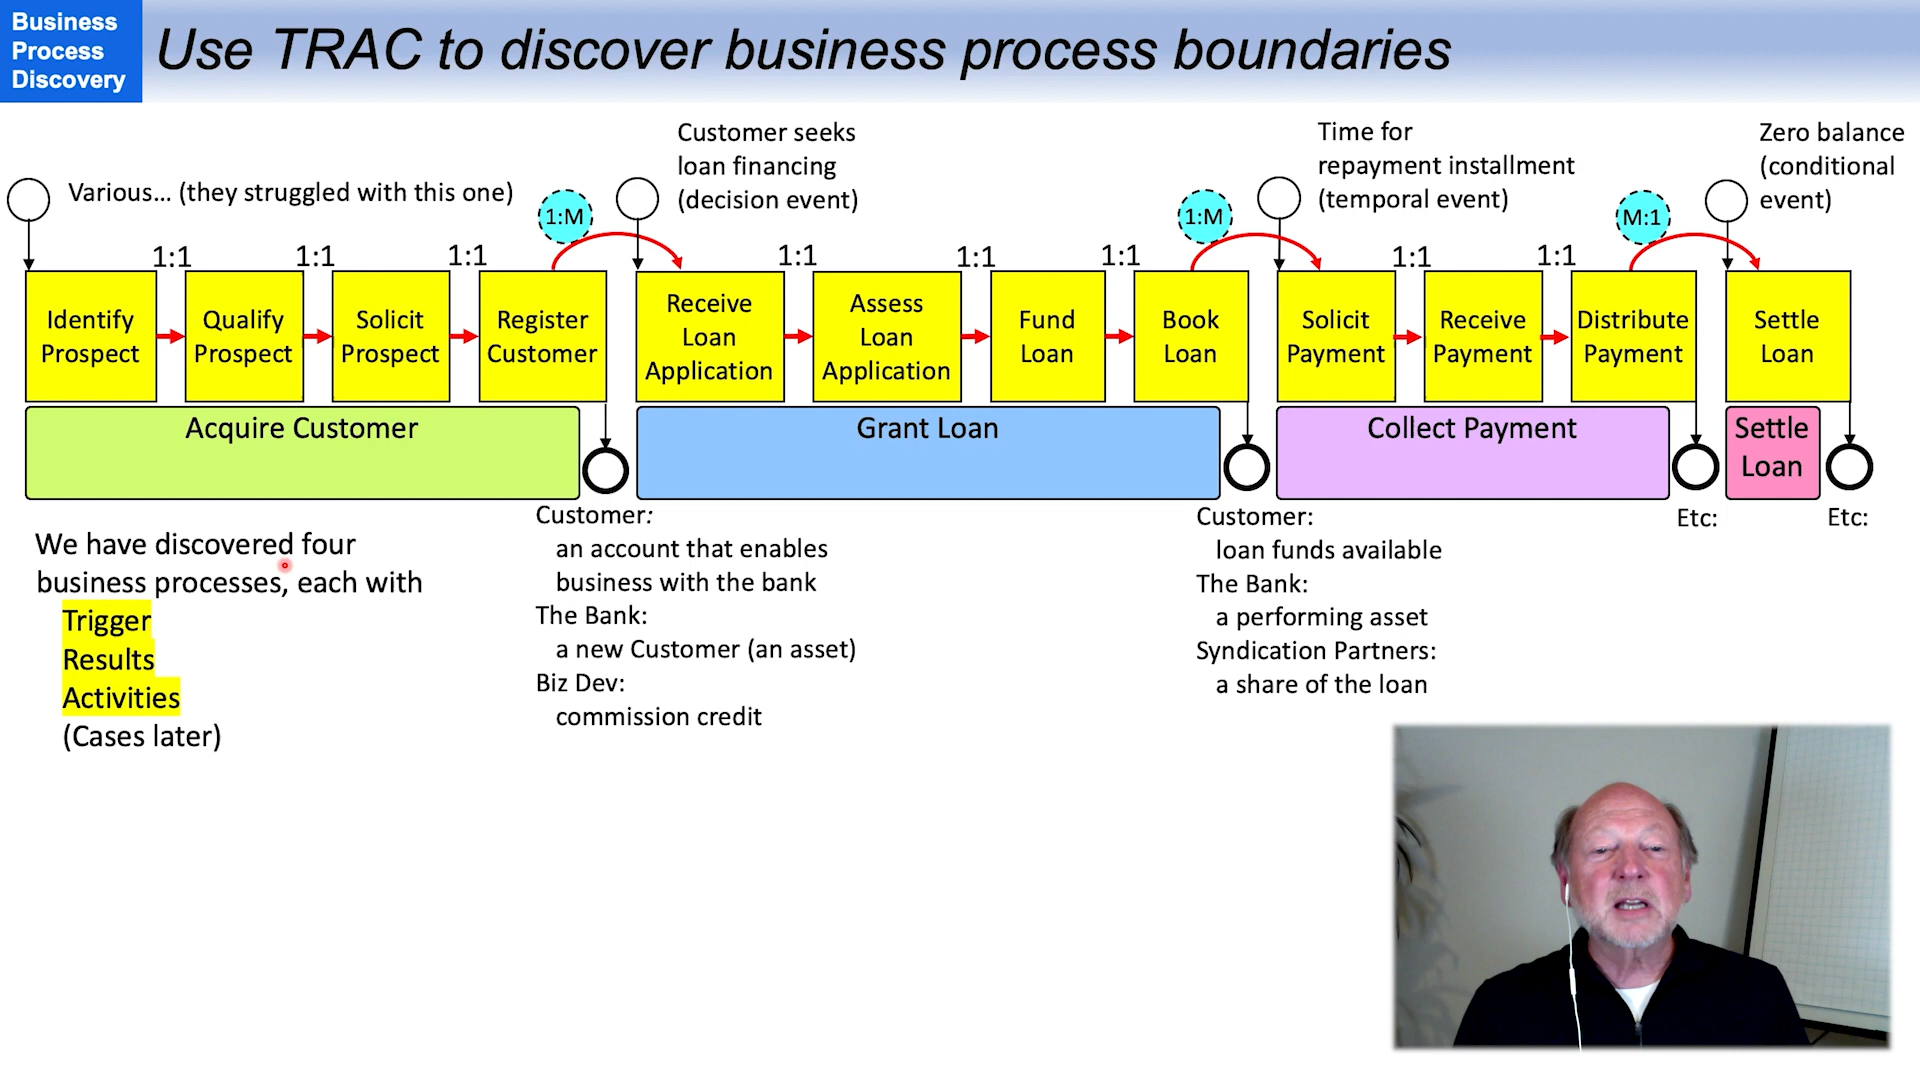 Business
Process
Discovery
Use TRAC to discover business process boundaries
Various... (they struggled with this one)
Customer seeks
loan financing
(decision event)
Time for
repayment installment
(temporal event)
Zero balance
(conditional
event)
1:M
1:M
M:1
1:1
1:1
1:1
1:1
1:1
1:1
1:1
1:1
Identify
Prospect
Qualify
Prospect
Solicit
Prospect
Register
Customer
Receive
Loan
Application
Assess
Loan
Application
Fund
Loan
Book
Loan
Solicit
Payment
Receive
Payment
Distribute
Payment
Settle
Loan
Acquire Customer
Grant Loan
Collect Payment
Settle
Loan
We have discovered four
business processes, each with
Trigger
Results
Activities
(Cases later)
Customer:
an account that enables
business with the bank
The Bank:
a new Customer (an asset)
Biz Dev:
commission credit
Customer:
loan funds available
The Bank:
a performing asset
Syndication Partners:
a share of the loan
Etc:
Etc: